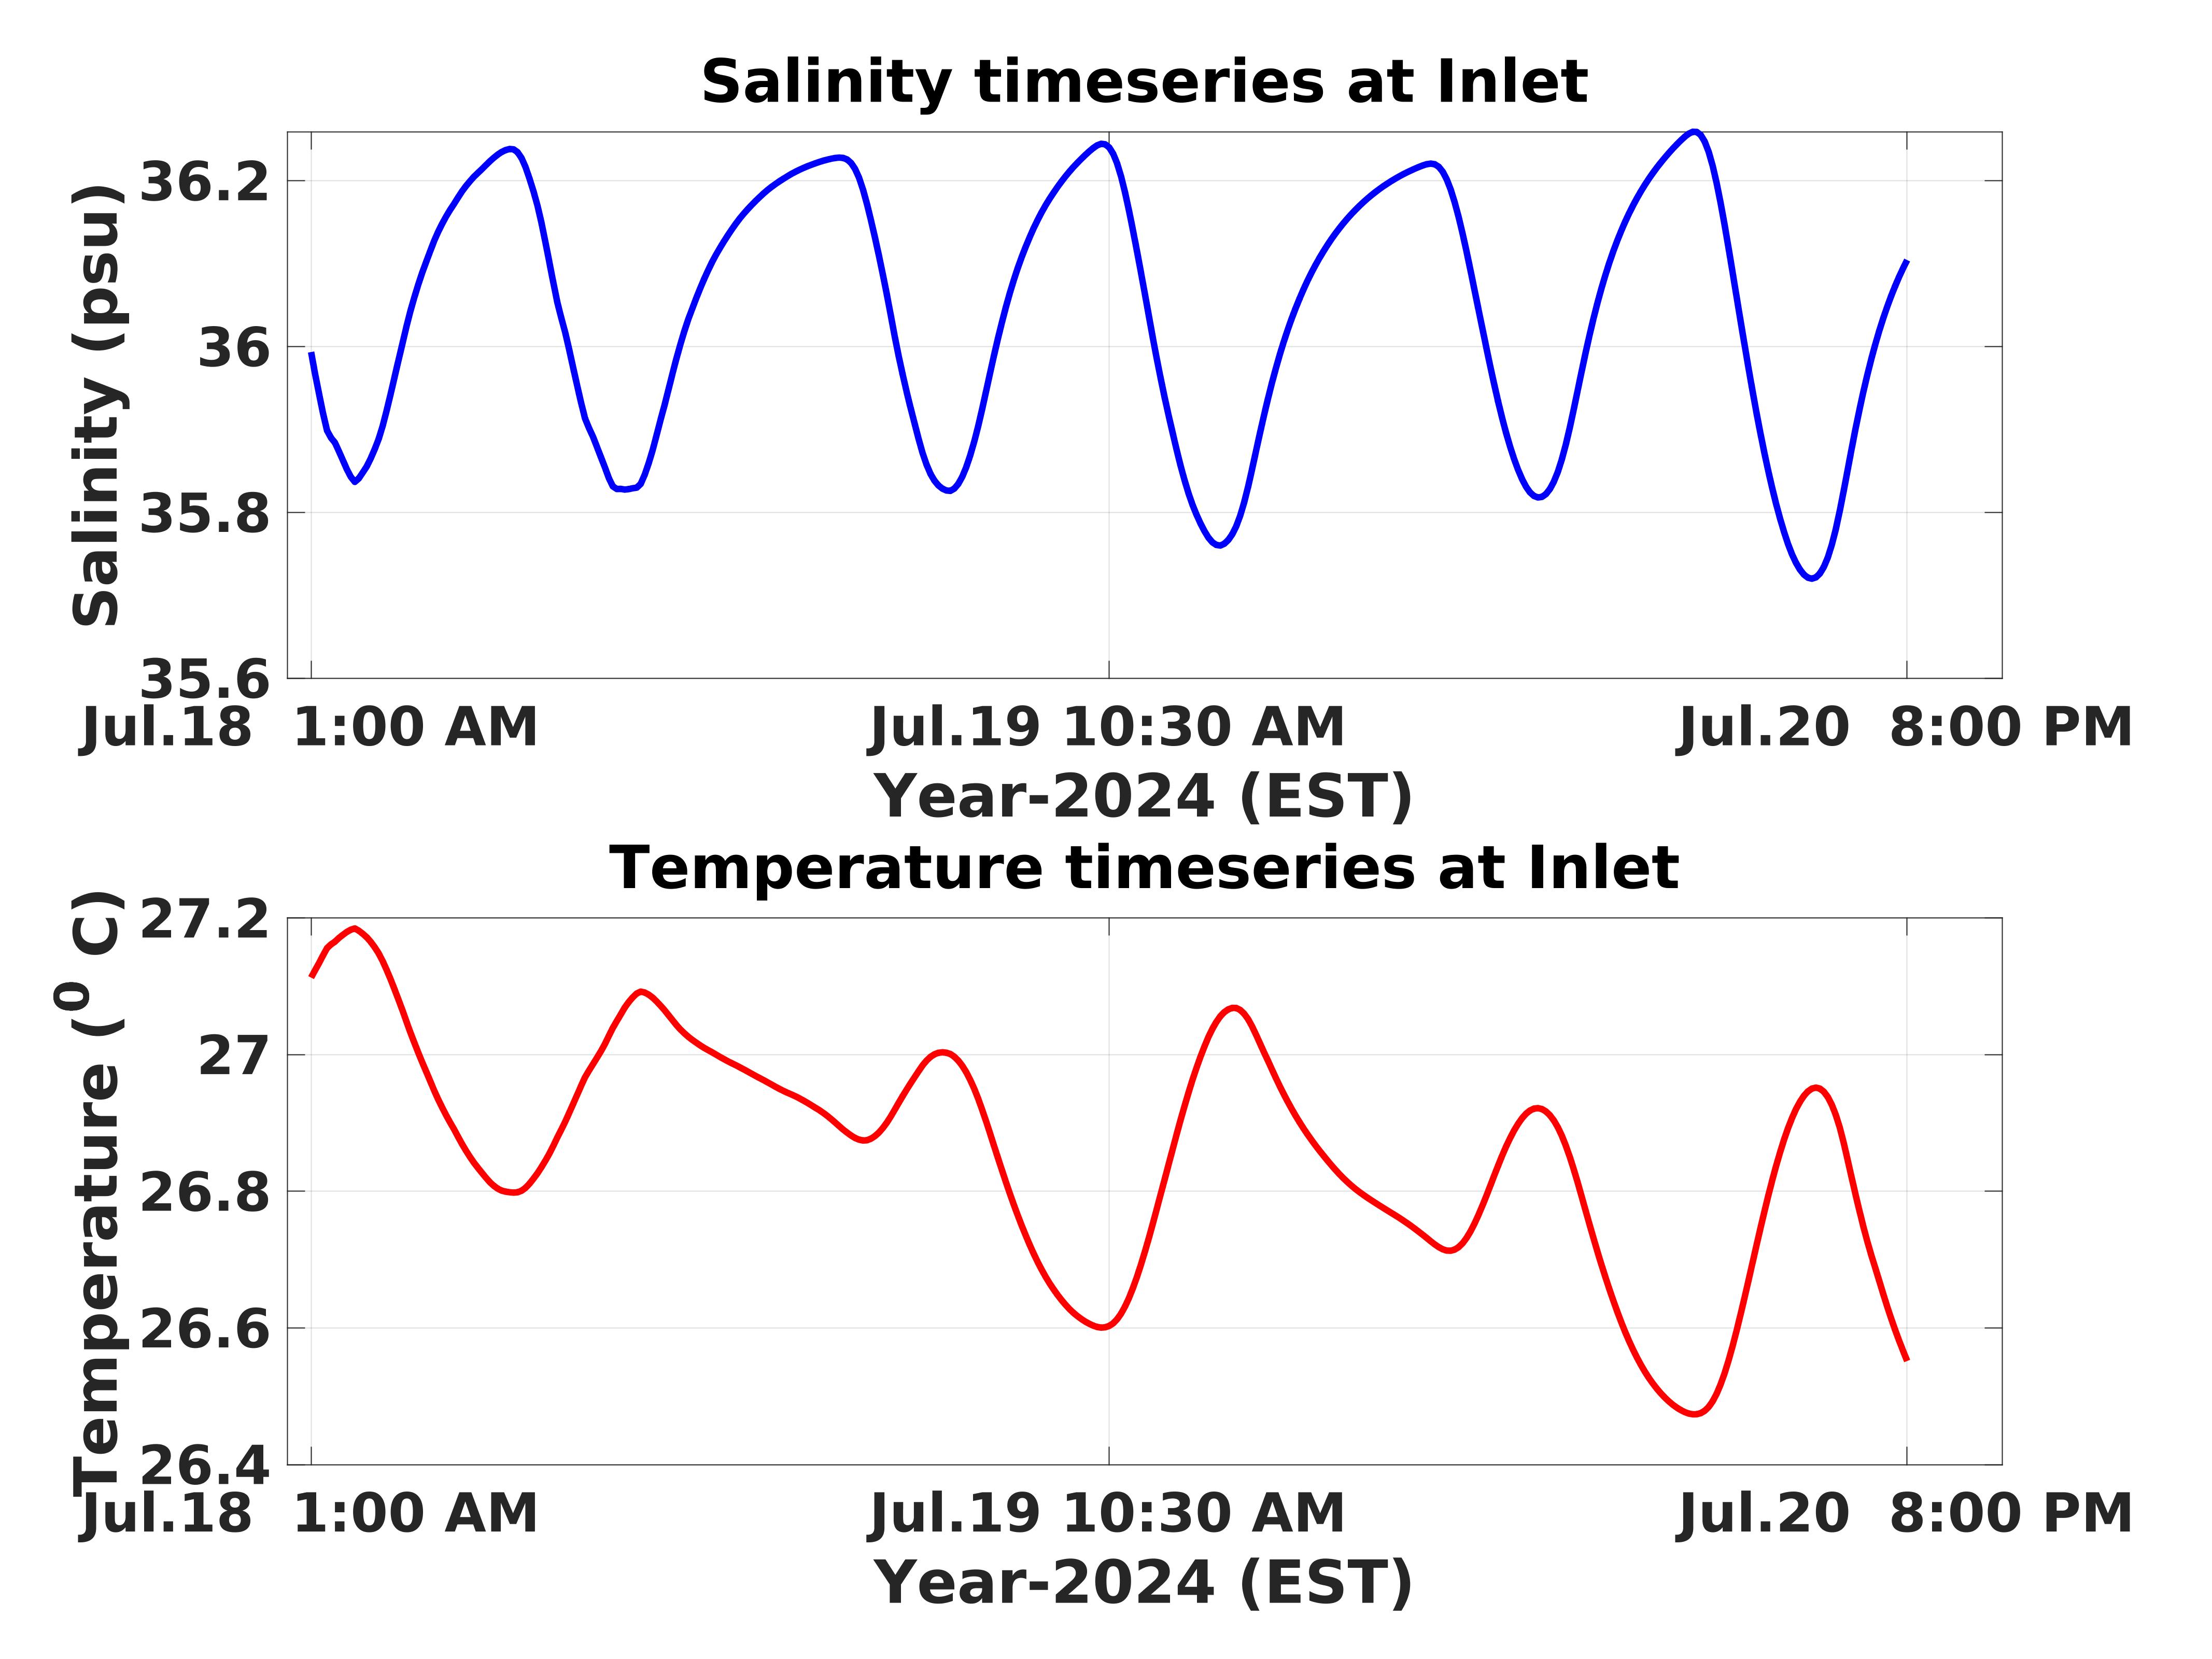 Salinity timeseries at Inlet
Salinity (psu)
36.2
36
35.8
35.6
Jul.18  1:00 AM
Jul.19 10:30 AM
Jul.20  8:00 PM
Year-2024 (EST)
Temperature timeseries at Inlet
Temperature (⁰ C)
27.2
27
26.8
26.6
26.4
Jul.18  1:00 AM
Jul.19 10:30 AM
Jul.20  8:00 PM
Year-2024 (EST)